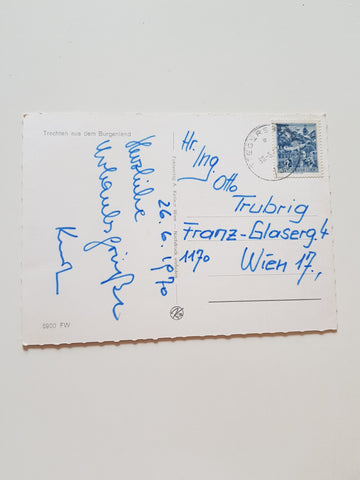 Trachten aus dem Burgenland
26.6.1970
Herzliche
Urlaubsgrüße
Hr.
Ing.
Otto
Trubrig
Franz-Glaserg. 4
1170 Wien 17.,
6900 FW